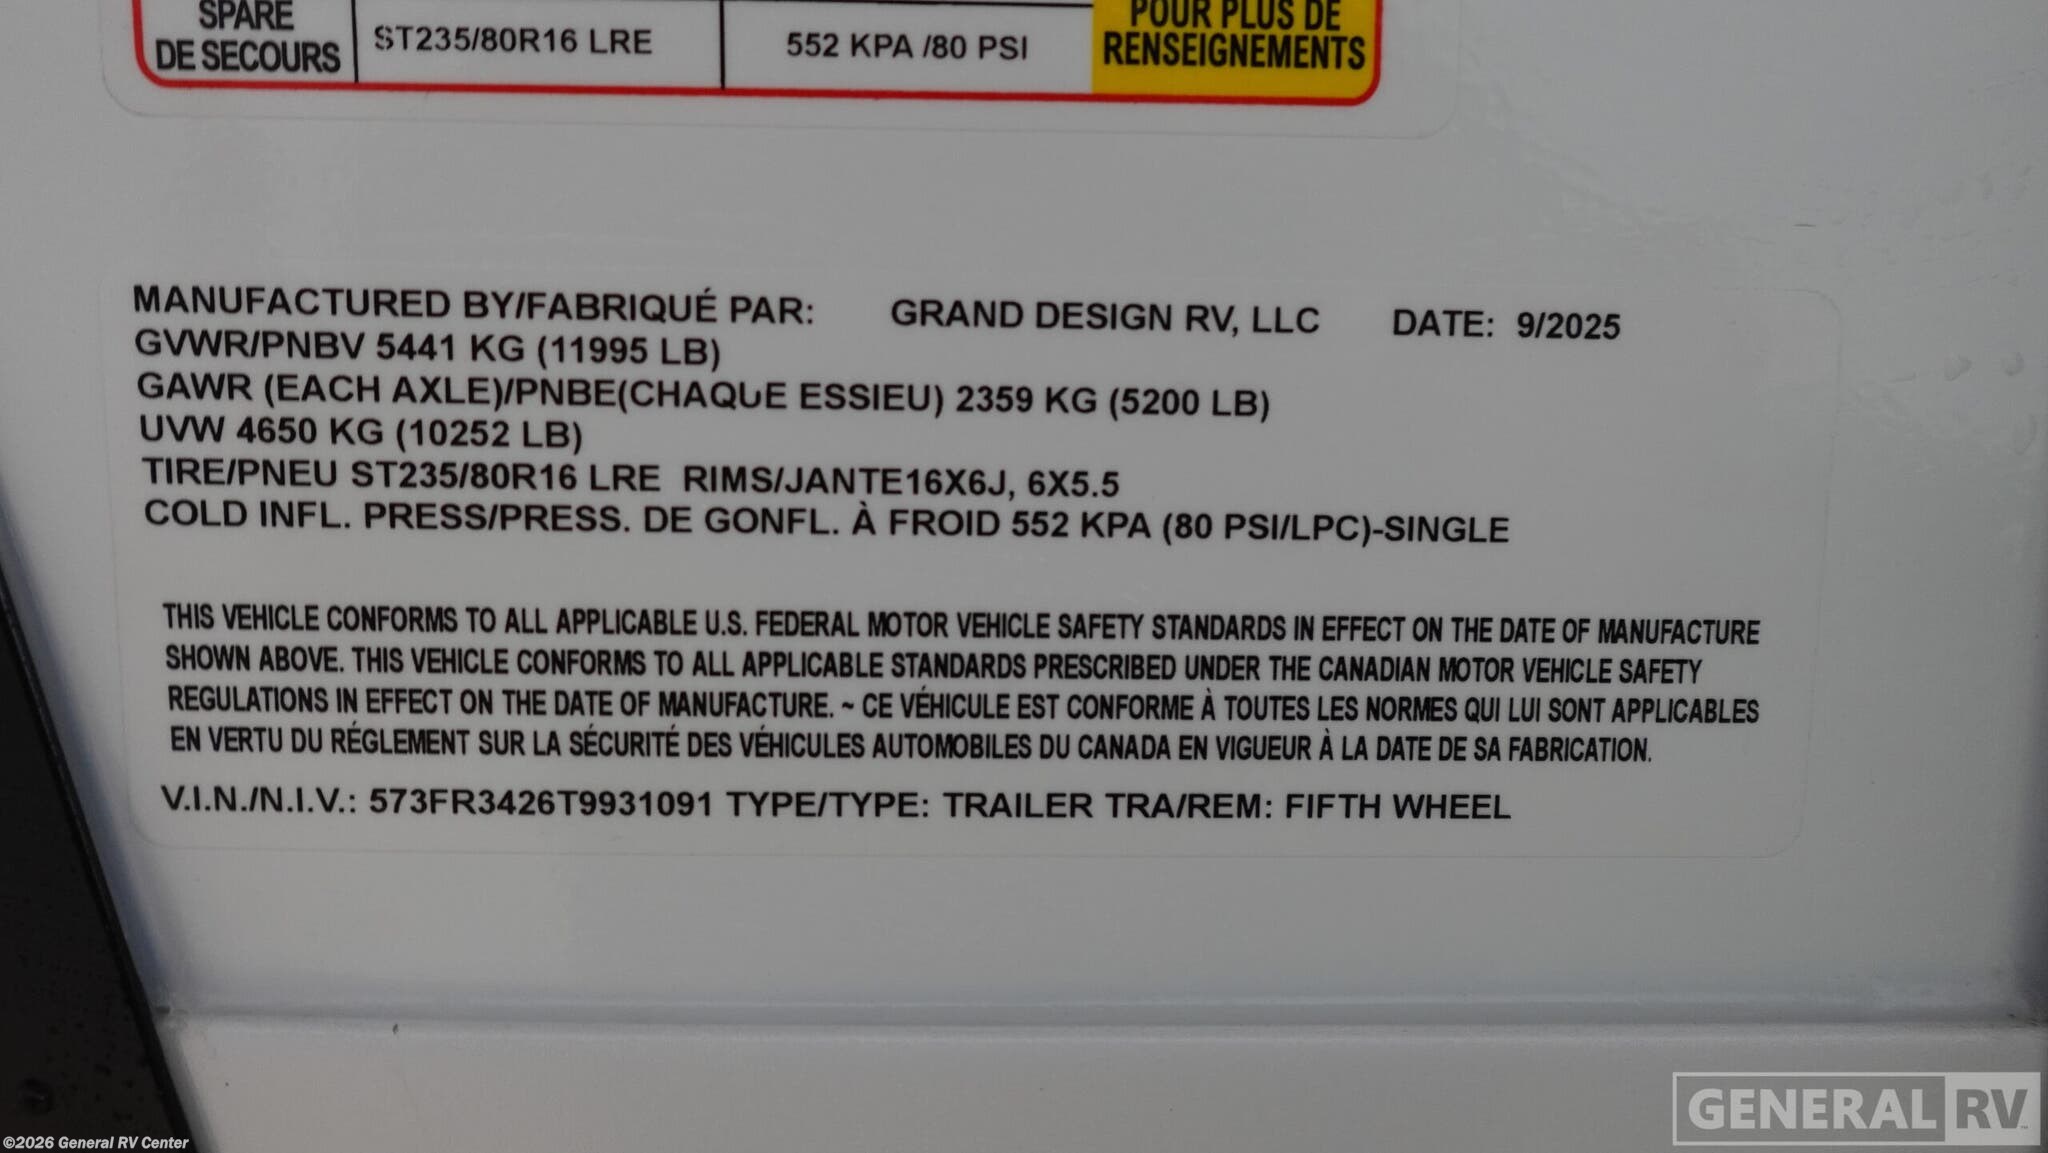 SPARE
DE SECOURS
ST235/80R16 LRE
552 KPA /80 PSI
POUR PLUS DE
RENSEIGNEMENTS
MANUFACTURED BY/FABRIQUÉ PAR: GRAND DESIGN RV, LLC DATE: 9/2025
GVWR/PNBV 5441 KG (11995 LB)
GAWR (EACH AXLE)/PNBE(CHAQUE ESSIEU) 2359 KG (5200 LB)
UVW 4650 KG (10252 LB)
TIRE/PNEU ST235/80R16 LRE RIMS/JANTE16X6J, 6X5.5
COLD INFL. PRESS/PRESS. DE GONFL. À FROID 552 KPA (80 PSI/LPC)-SINGLE
THIS VEHICLE CONFORMS TO ALL APPLICABLE U.S. FEDERAL MOTOR VEHICLE SAFETY STANDARDS IN EFFECT ON THE DATE OF MANUFACTURE
SHOWN ABOVE. THIS VEHICLE CONFORMS TO ALL APPLICABLE STANDARDS PRESCRIBED UNDER THE CANADIAN MOTOR VEHICLE SAFETY
REGULATIONS IN EFFECT ON THE DATE OF MANUFACTURE. ~ CE VÉHICULE EST CONFORME À TOUTES LES NORMES QUI LUI SONT APPLICABLES
EN VERTU DU RÉGLEMENT SUR LA SÉCURITÉ DES VÉHICULES AUTOMOBILES DU CANADA EN VIGUEUR À LA DATE DE SA FABRICATION.
V.I.N./N.I.V.: 573FR3426T9931091 TYPE/TYPE: TRAILER TRA/REM: FIFTH WHEEL
GENERAL RV
©2026 General RV Center